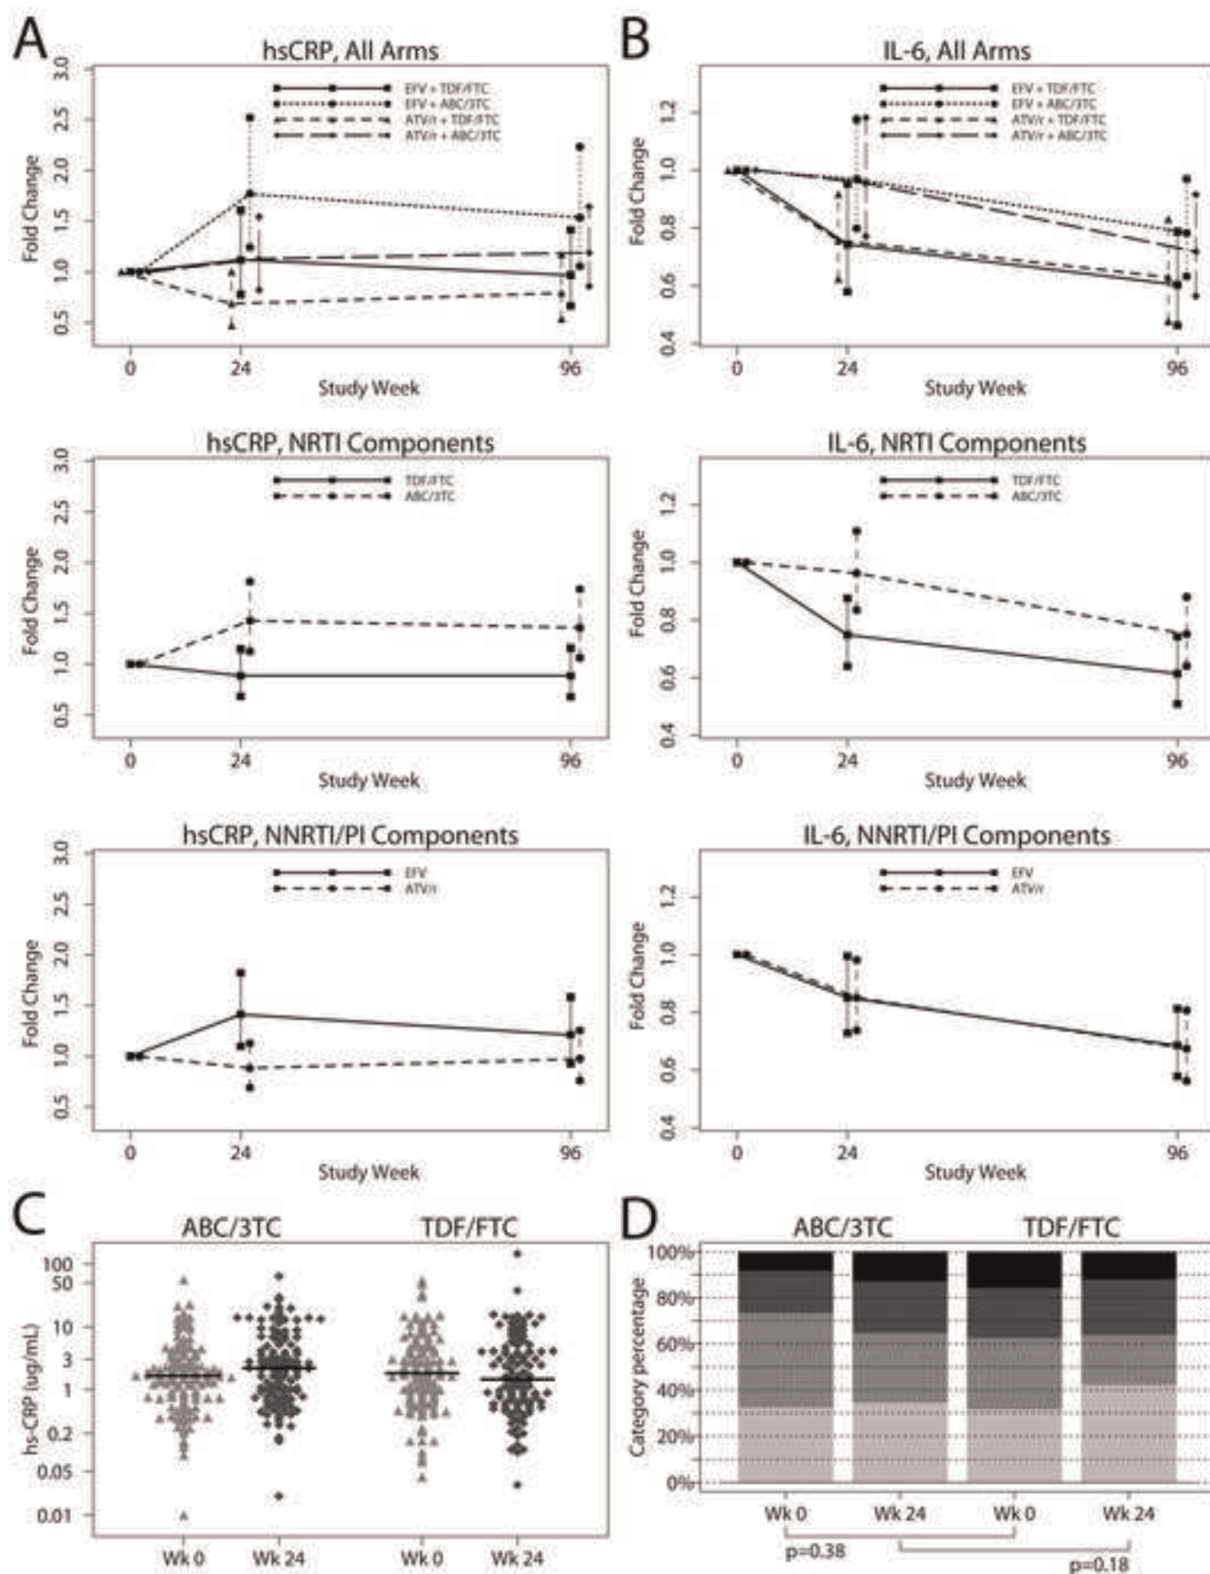 A
hsCRP, All Arms
3.0
2.5
2.0
1.5
1.0
0.5
Fold Change
EFV + TDF/FTC
EFV + ABC/3TC
ATV/r + TDF/FTC
ATV/r + ABC/3TC
0 24 96
Study Week
B
IL-6, All Arms
1.2
1.0
0.8
0.6
0.4
Fold Change
EFV + TDF/FTC
EFV + ABC/3TC
ATV/r + TDF/FTC
ATV/r + ABC/3TC
0 24 96
Study Week
hsCRP, NRTI Components
3.0
2.5
2.0
1.5
1.0
0.5
Fold Change
TDF/FTC
ABC/3TC
0 24 96
Study Week
IL-6, NRTI Components
1.2
1.0
0.8
0.6
0.4
Fold Change
TDF/FTC
ABC/3TC
0 24 96
Study Week
hsCRP, NNRTI/PI Components
3.0
2.5
2.0
1.5
1.0
0.5
Fold Change
EFV
ATV/r
0 24 96
Study Week
IL-6, NNRTI/PI Components
1.2
1.0
0.8
0.6
0.4
Fold Change
EFV
ATV/r
0 24 96
Study Week
C
ABC/3TC TDF/FTC
100
50
10
3
1
0.2
0.05
0.01
hs-CRP (ug/mL)
Wk 0 Wk 24 Wk 0 Wk 24
D
ABC/3TC TDF/FTC
100%
80%
60%
40%
20%
0%
Category percentage
Wk 0 Wk 24 Wk 0 Wk 24
p=0.38
p=0.18